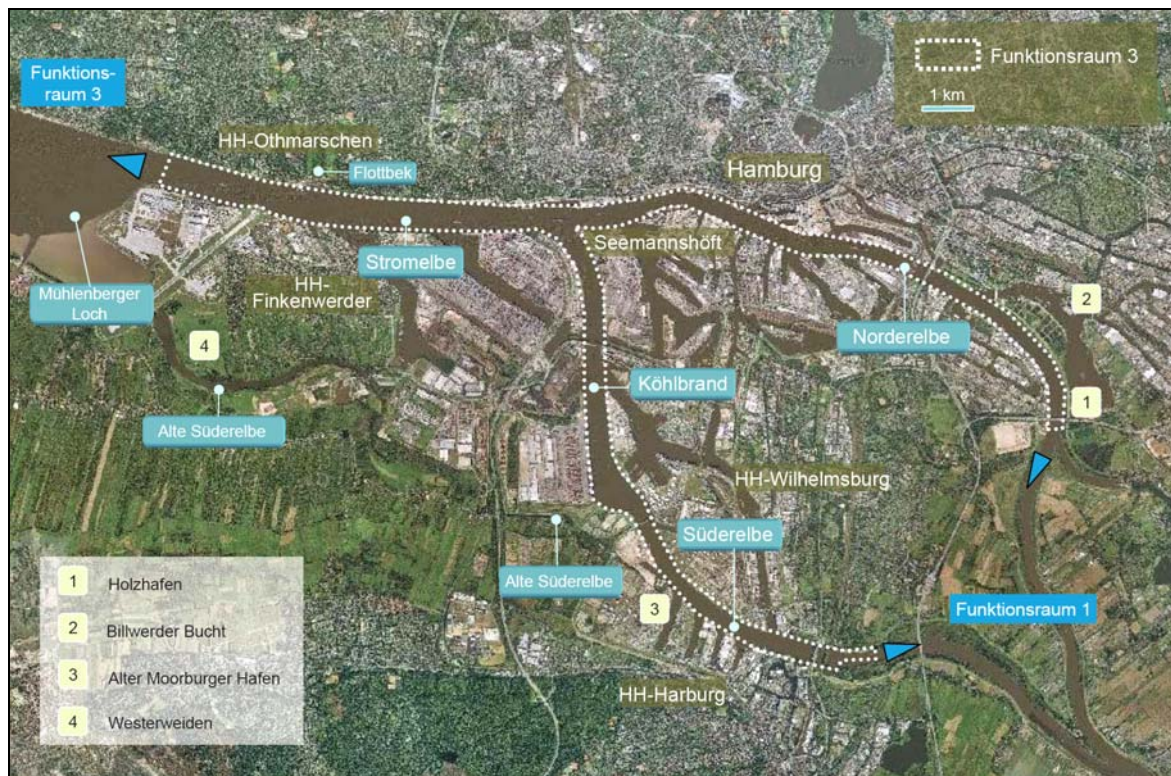 Funktions-
raum 3
Funktionsraum 3
1 km
HH-Othmarschen
Flottbek
Hamburg
Seemannshöft
Stromelbe
HH-
Finkenwerder
Mühlenberger
Loch
2
Norderelbe
4
Köhlbrand
1
Alte Süderelbe
HH-Wilhelmsburg
Süderelbe
Alte Süderelbe
3
Funktionsraum 1
HH-Harburg
1 Holzhafen
2 Billwerder Bucht
3 Alter Moorburger Hafen
4 Westerweiden